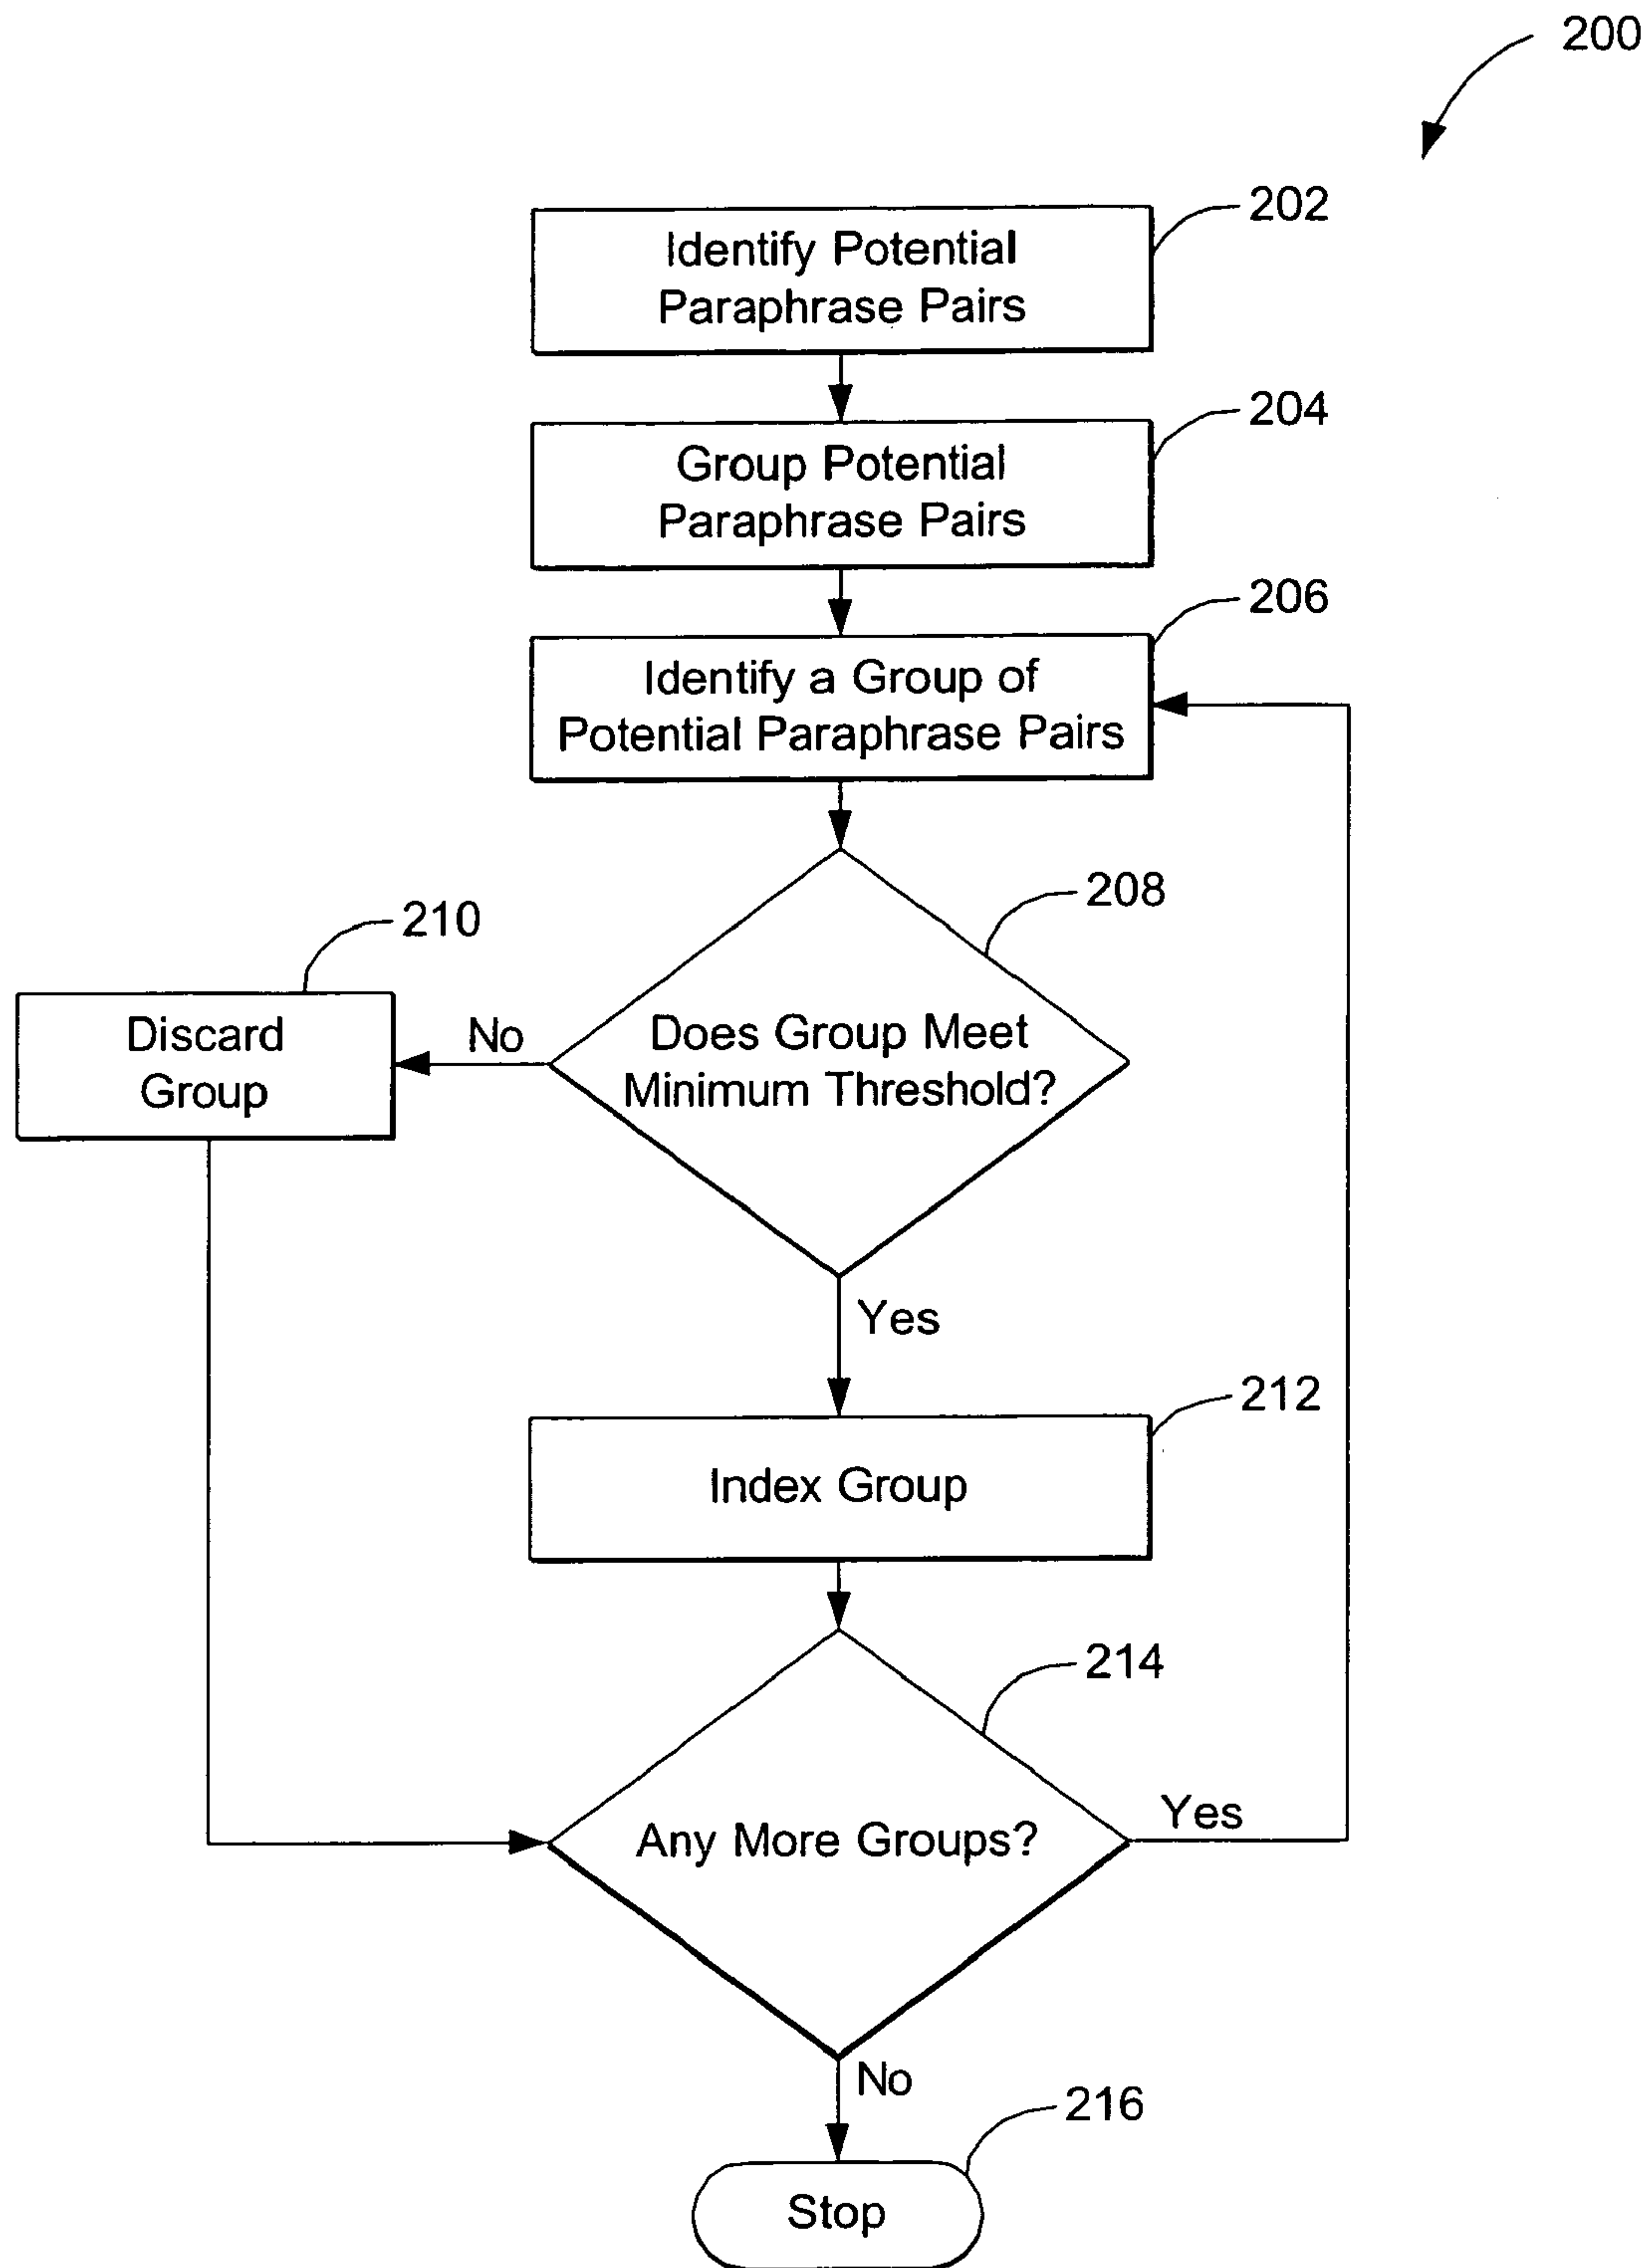 200
202
Identify Potential
Paraphrase Pairs
204
Group Potential
Paraphrase Pairs
206
Identify a Group of
Potential Paraphrase Pairs
208
210
Discard
Group
No
Does Group Meet
Minimum Threshold?
Yes
212
Index Group
214
Any More Groups?
Yes
No
216
Stop